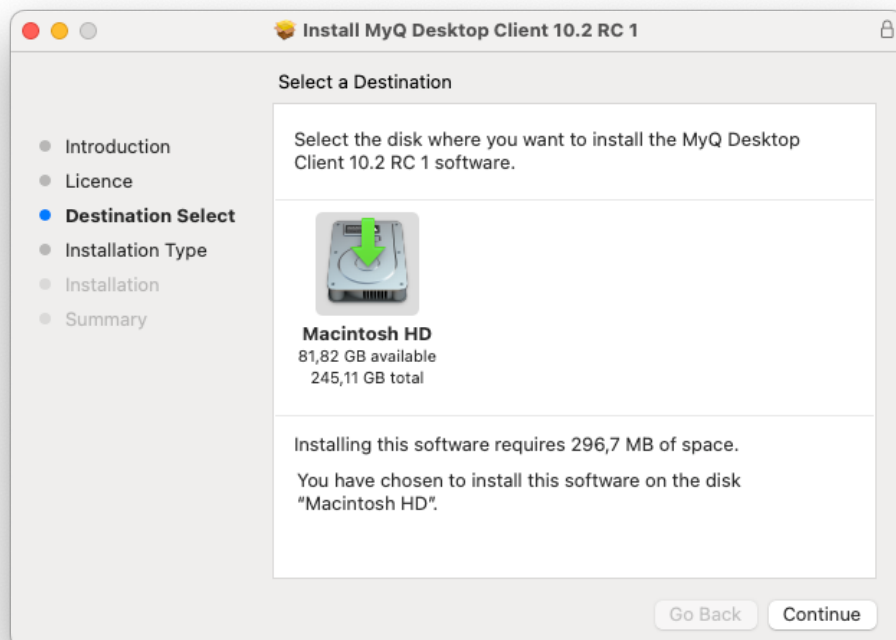 Install MyQ Desktop Client 10.2 RC 1
Select a Destination
Introduction
Licence
Destination Select
Installation Type
Installation
Summary
Select the disk where you want to install the MyQ Desktop
Client 10.2 RC 1 software.
Macintosh HD
81,82 GB available
245,11 GB total
Installing this software requires 296,7 MB of space.
You have chosen to install this software on the disk
“Macintosh HD”.
Go Back
Continue